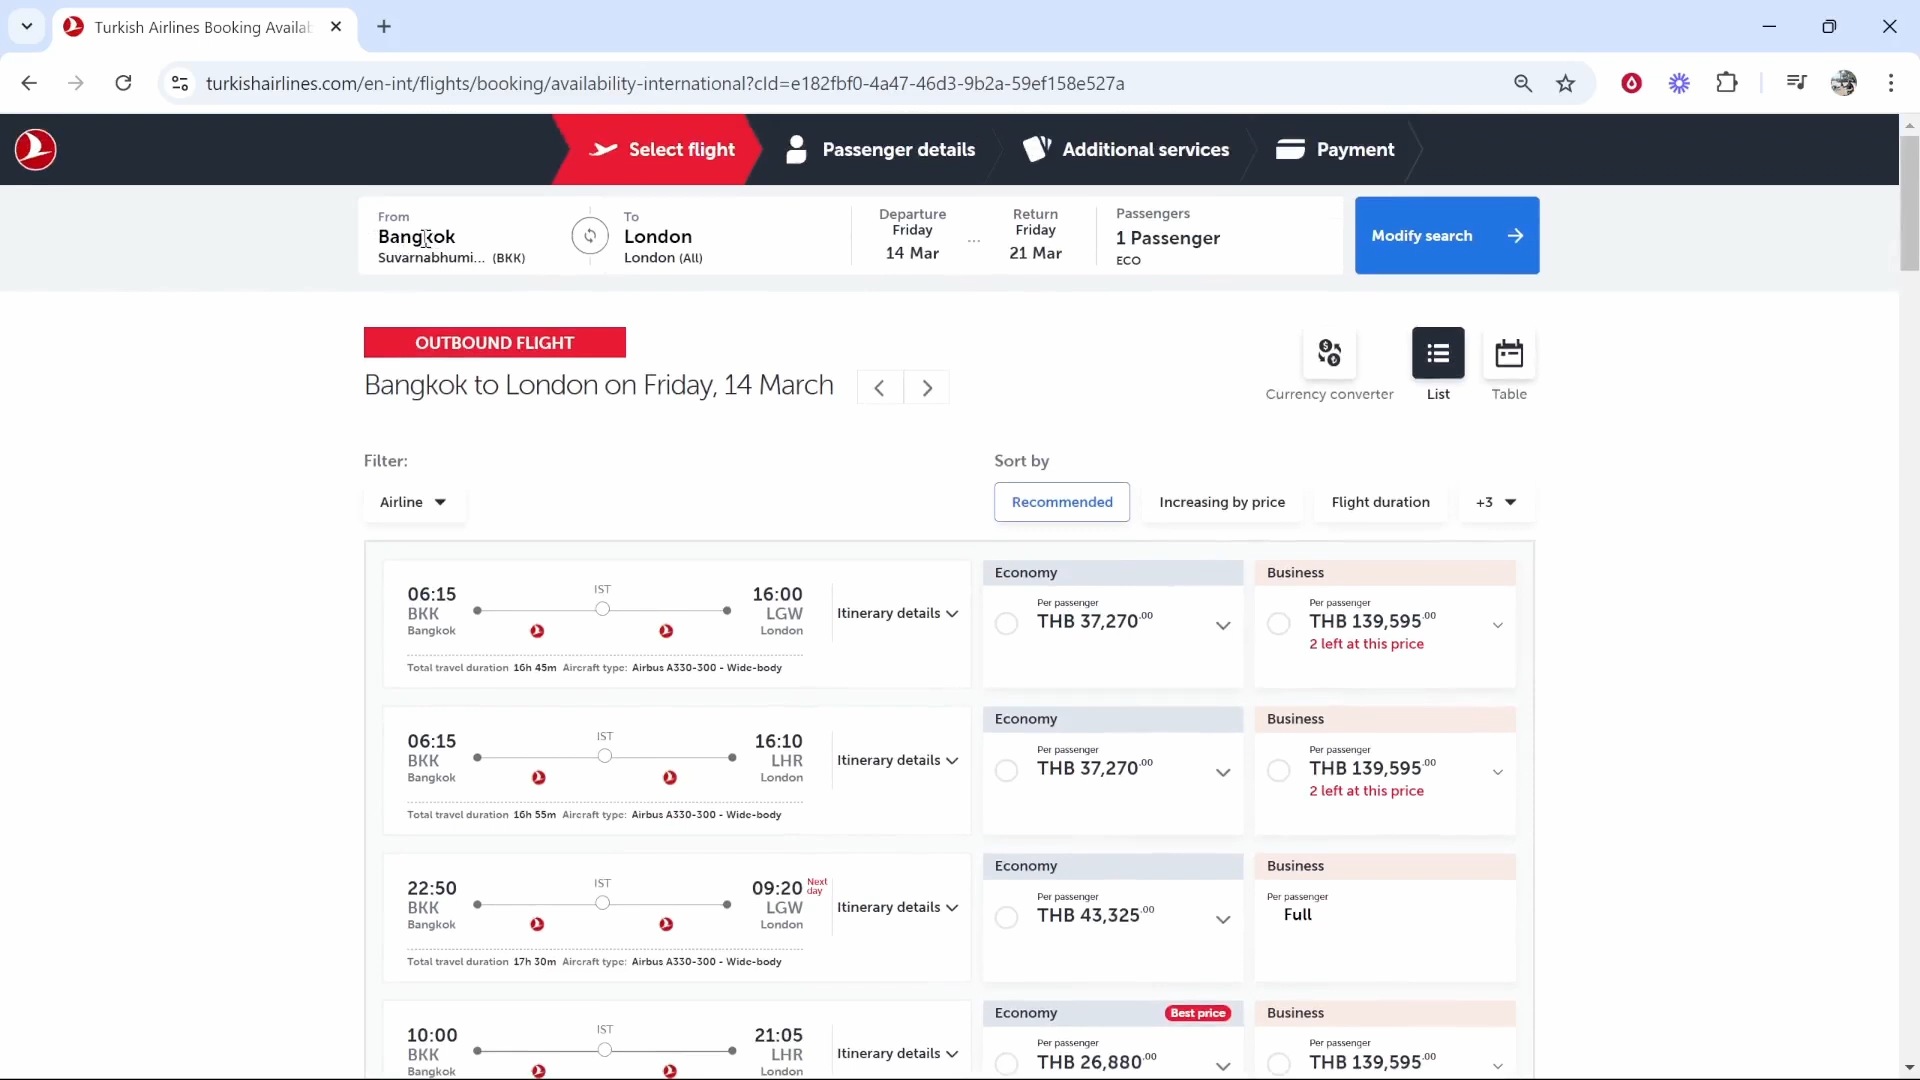 Turkish Airlines Booking Availab
turkishairlines.com/en-int/flights/booking/availability-international?cId=e182fbf0-4a47-46d3-9b2a-59ef158e527a
Select flight
Passenger details
Additional services
Payment
From
Bangkok
Suvarnabhumi... (BKK)
To
London
London (All)
Departure
Friday
14 Mar
...
Return
Friday
21 Mar
Passengers
1 Passenger
ECO
Modify search
OUTBOUND FLIGHT
Bangkok to London on Friday, 14 March
Currency converter
List
Table
Filter:
Airline
Sort by
Recommended
Increasing by price
Flight duration
+3
06:15
BKK
Bangkok
IST
16:00
LGW
London
Itinerary details
Total travel duration 16h 45m Aircraft type: Airbus A330-300 - Wide-body
Economy
Per passenger
THB 37,270.00
Business
Per passenger
THB 139,595.00
2 left at this price
06:15
BKK
Bangkok
IST
16:10
LHR
London
Itinerary details
Total travel duration 16h 55m Aircraft type: Airbus A330-300 - Wide-body
Economy
Per passenger
THB 37,270.00
Business
Per passenger
THB 139,595.00
2 left at this price
22:50
BKK
Bangkok
IST
09:20 Next day
LGW
London
Itinerary details
Total travel duration 17h 30m Aircraft type: Airbus A330-300 - Wide-body
Economy
Per passenger
THB 43,325.00
Business
Per passenger
Full
10:00
BKK
Bangkok
IST
21:05
LHR
London
Itinerary details
Economy
Best price
Per passenger
THB 26,880.00
Business
Per passenger
THB 139,595.00